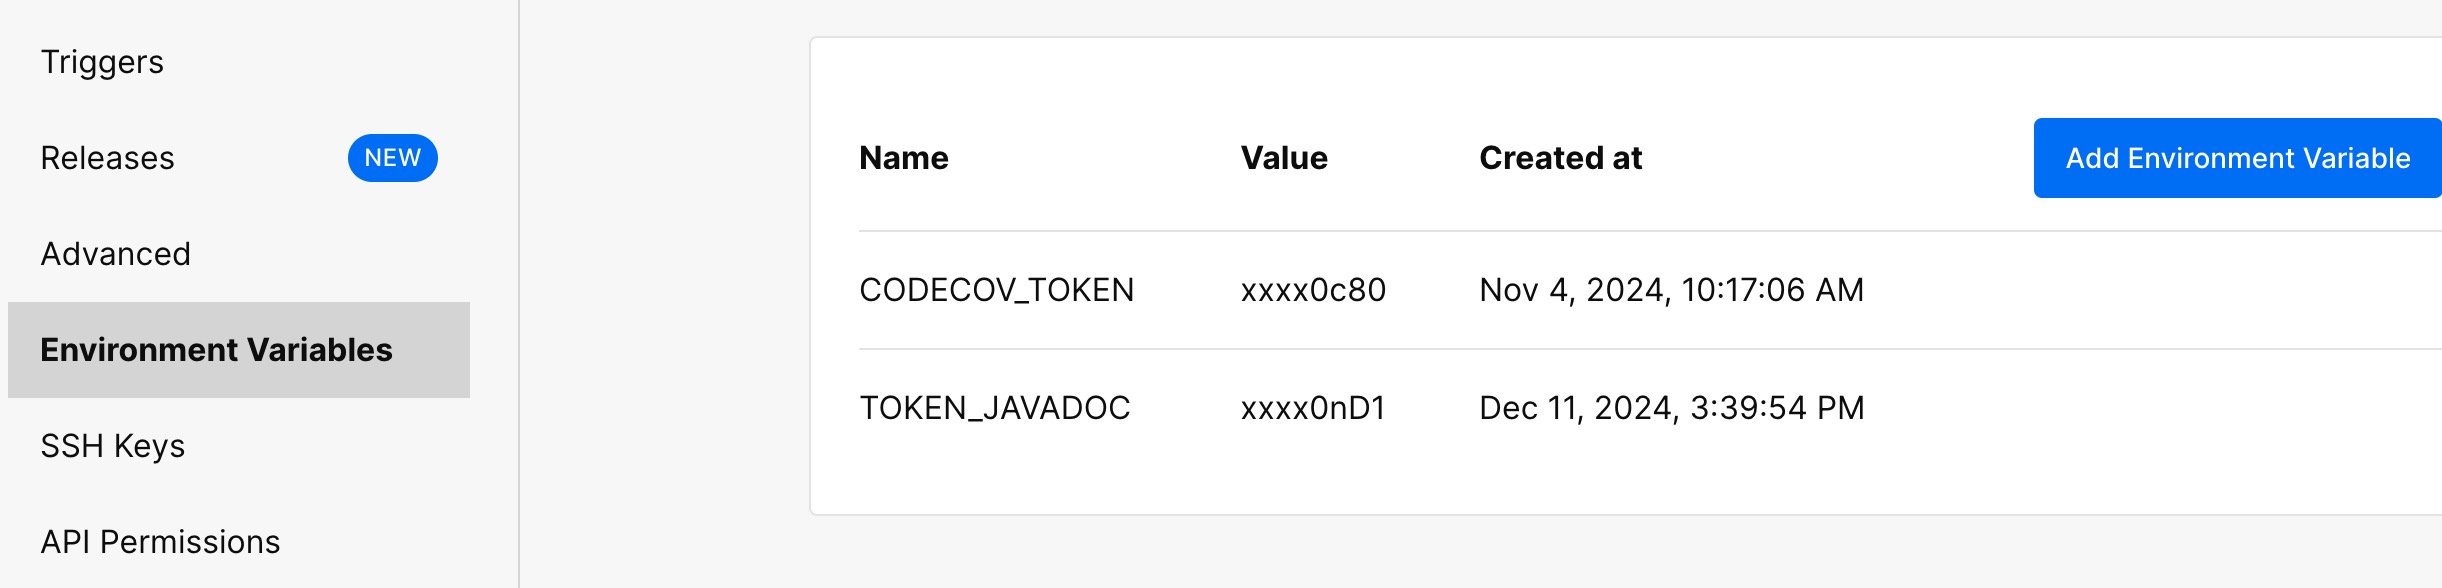 Triggers
Releases NEW
Advanced
Environment Variables
SSH Keys
API Permissions
Name Value Created at Add Environment Variable
CODECOV_TOKEN xxxx0c80 Nov 4, 2024, 10:17:06 AM
TOKEN_JAVADOC xxxx0nD1 Dec 11, 2024, 3:39:54 PM